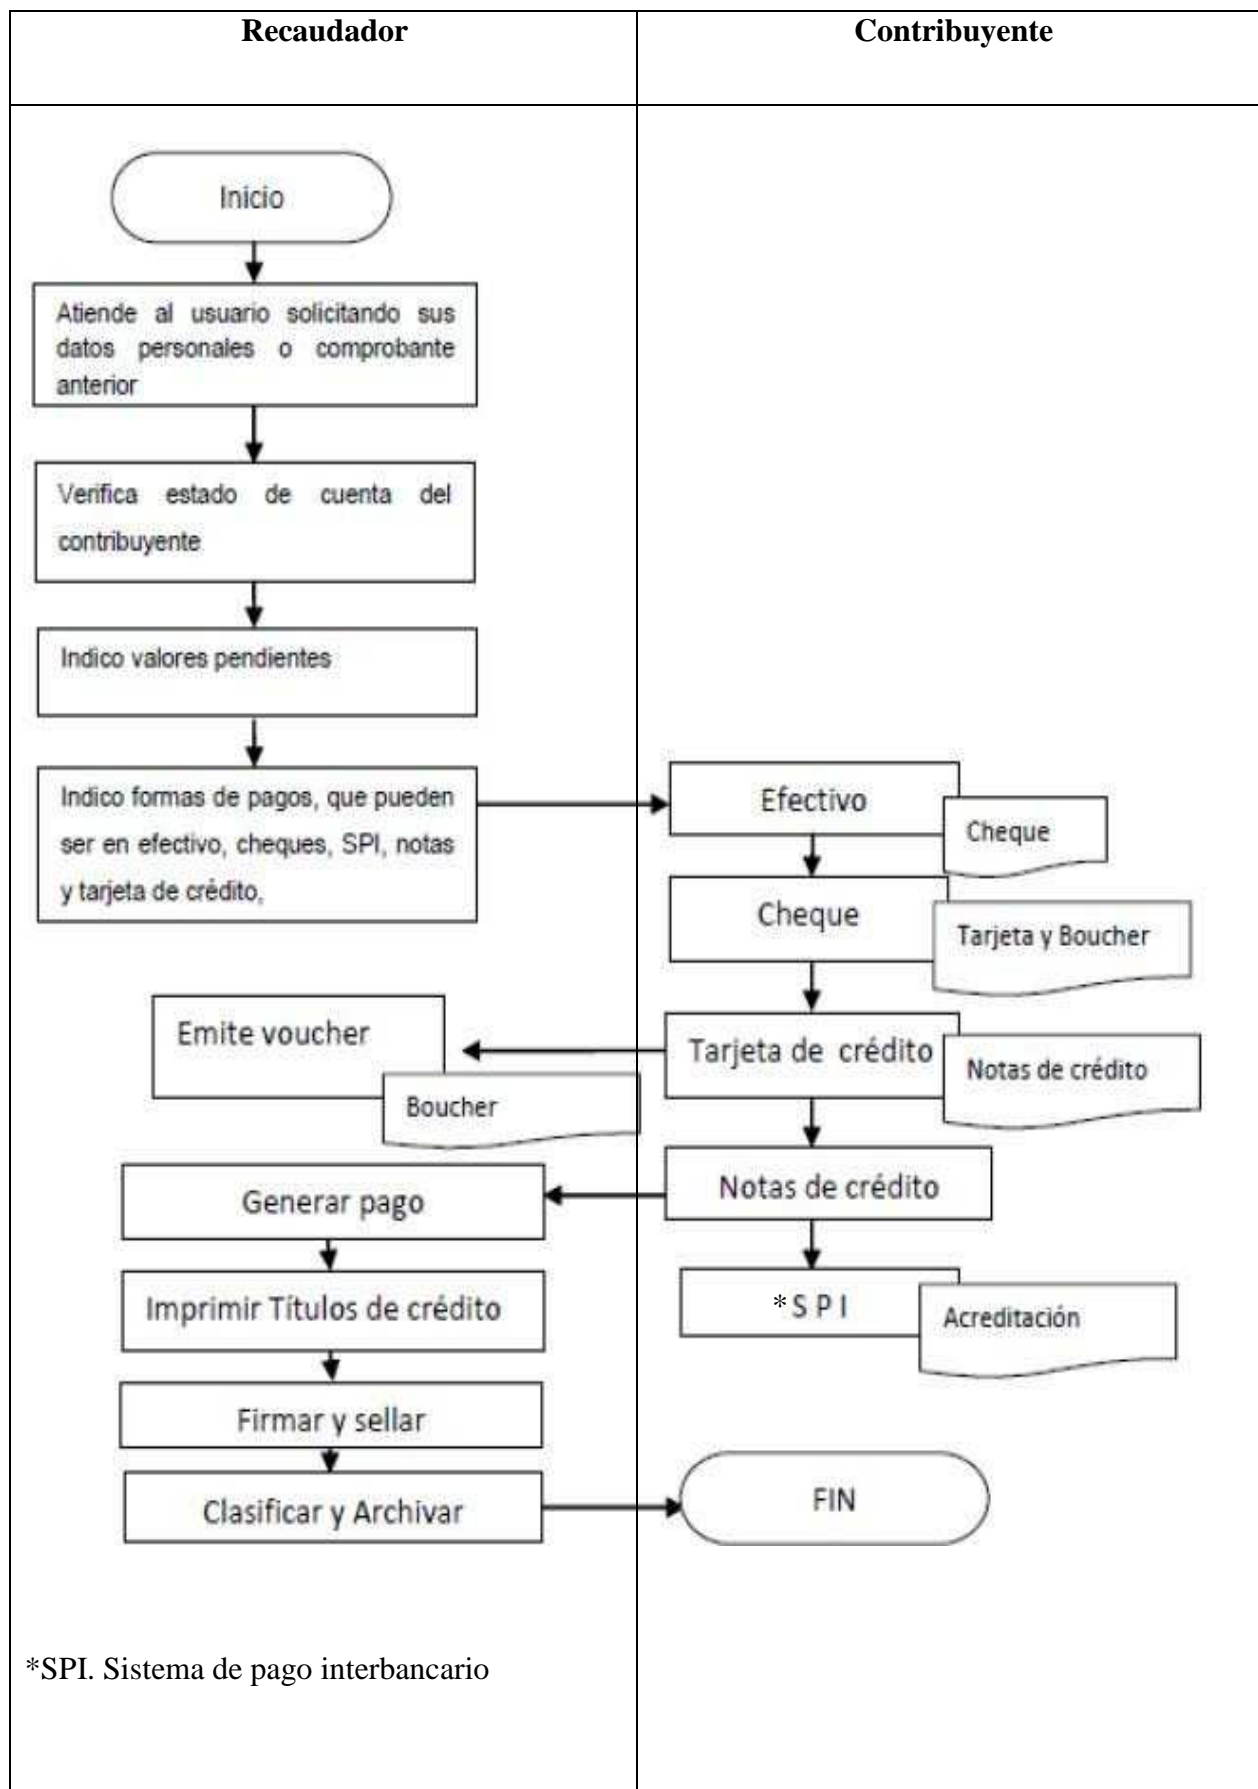 Recaudador
Contribuyente
Inicio
Atiende al usuario solicitando sus
datos personales o comprobante
anterior
Verifica estado de cuenta del
contribuyente
Indico valores pendientes
Indico formas de pagos, que pueden
ser en efectivo, cheques, SPI, notas
y tarjeta de crédito,
Efectivo
Cheque
Cheque
Tarjeta y Boucher
Tarjeta de crédito
Notas de crédito
Emite voucher
Boucher
Notas de crédito
Generar pago
*S P I
Acreditación
Imprimir Títulos de crédito
Firmar y sellar
Clasificar y Archivar
FIN
*SPI. Sistema de pago interbancario